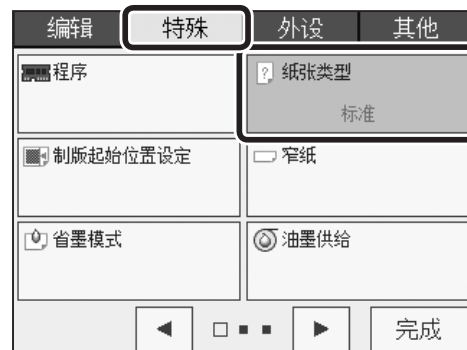 编辑 特殊 外设 其他
程序 纸张类型
标准
制版起始位置设定 窄纸
省墨模式 油墨供给
完成